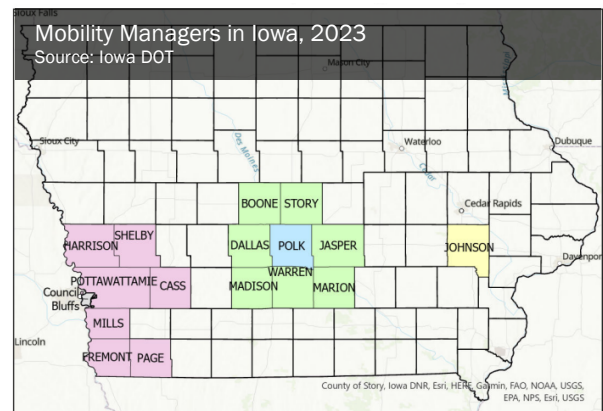 Sioux Falls
Mobility Managers in Iowa, 2023
Source: Iowa DOT
Mason City
Sioux City
Des Moines
Waterloo
Dubuque
Cedar
Cedar Rapids
BOONE STORY
HARRISON SHELBY
DALLAS POLK JASPER
JOHNSON
Davenpor
POTTAWATTAMIE CASS
MADISON WARREN MARION
Council
Bluffs
MILLS
Lincoln
FREMONT PAGE
County of Story, Iowa DNR, Esri, HERE, Garmin, FAO, NOAA, USGS,
EPA, NPS, Esri, USGS